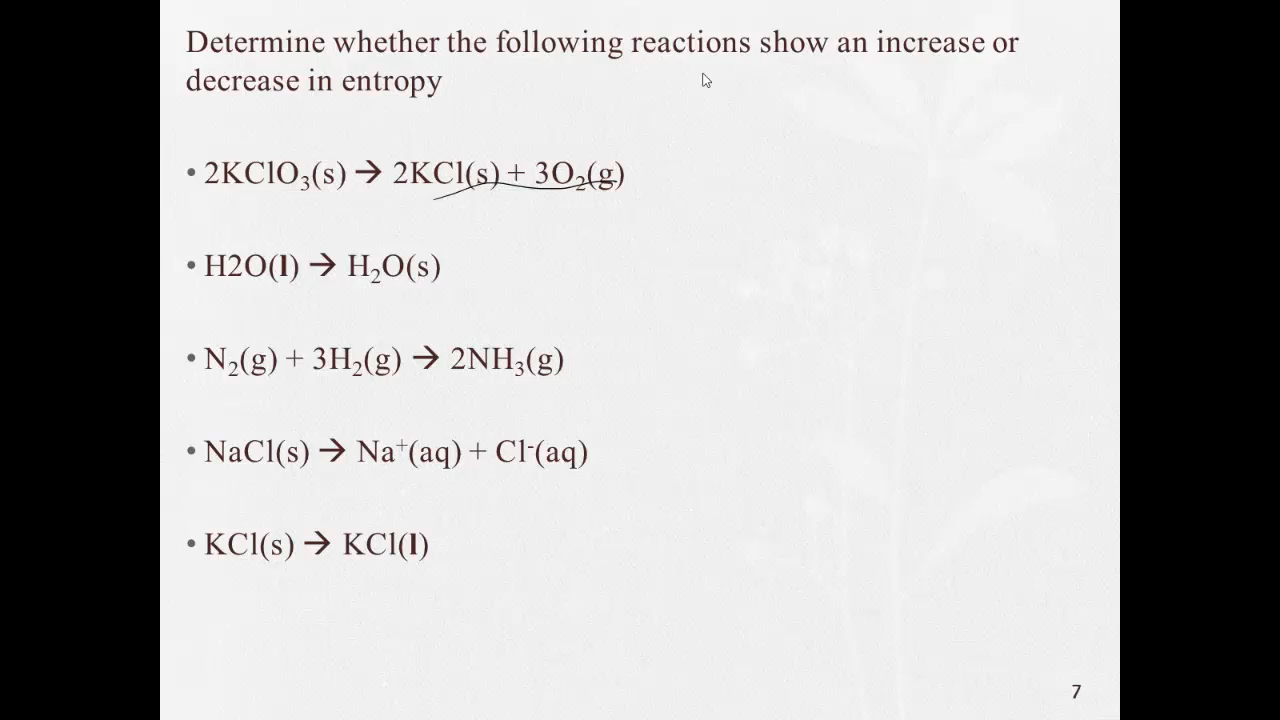 Determine whether the following reactions show an increase or
decrease in entropy
• 2KClO₃(s) → 2KCl(s) + 3O₂(g)
• H2O(l) → H₂O(s)
• N₂(g) + 3H₂(g) → 2NH₃(g)
• NaCl(s) → Na⁺(aq) + Cl⁻(aq)
• KCl(s) → KCl(l)
7